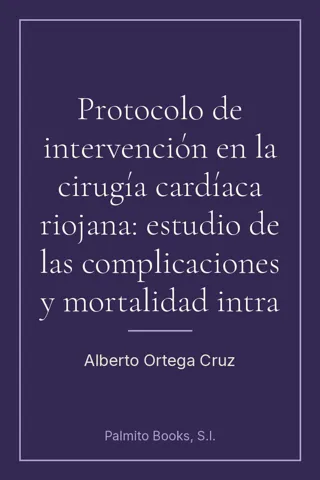 Protocolo de
intervención en la
cirugía cardíaca
riojana: estudio de
las complicaciones
y mortalidad intra
Alberto Ortega Cruz
Palmito Books, S.l.